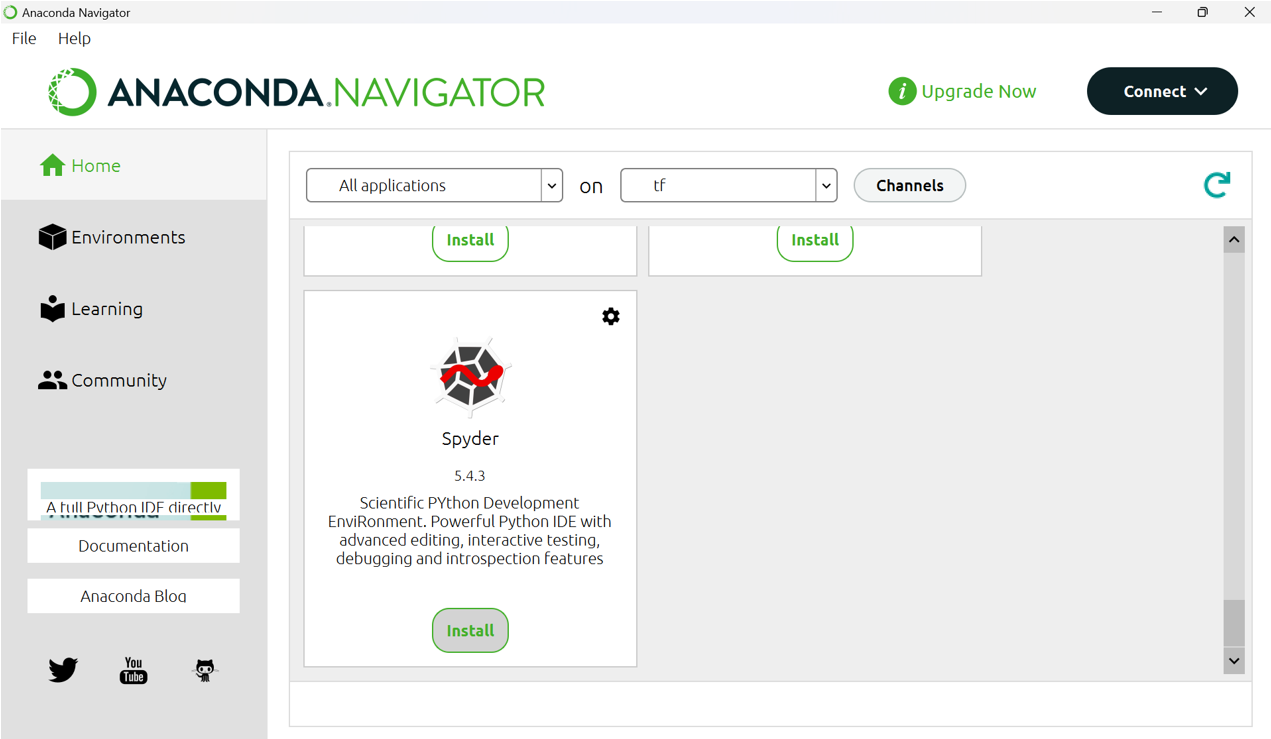 Anaconda Navigator
File Help
ANACONDA.NAVIGATOR
i Upgrade Now
Connect
Home
All applications on tf Channels
Environments
Install Install
Learning
Community
Spyder
5.4.3
Scientific PYthon Development
EnviRonment. Powerful Python IDE with
advanced editing, interactive testing,
debugging and introspection features
Install
A full Python IDE directly
Anaconda
Documentation
Anaconda Blog
You
Tube